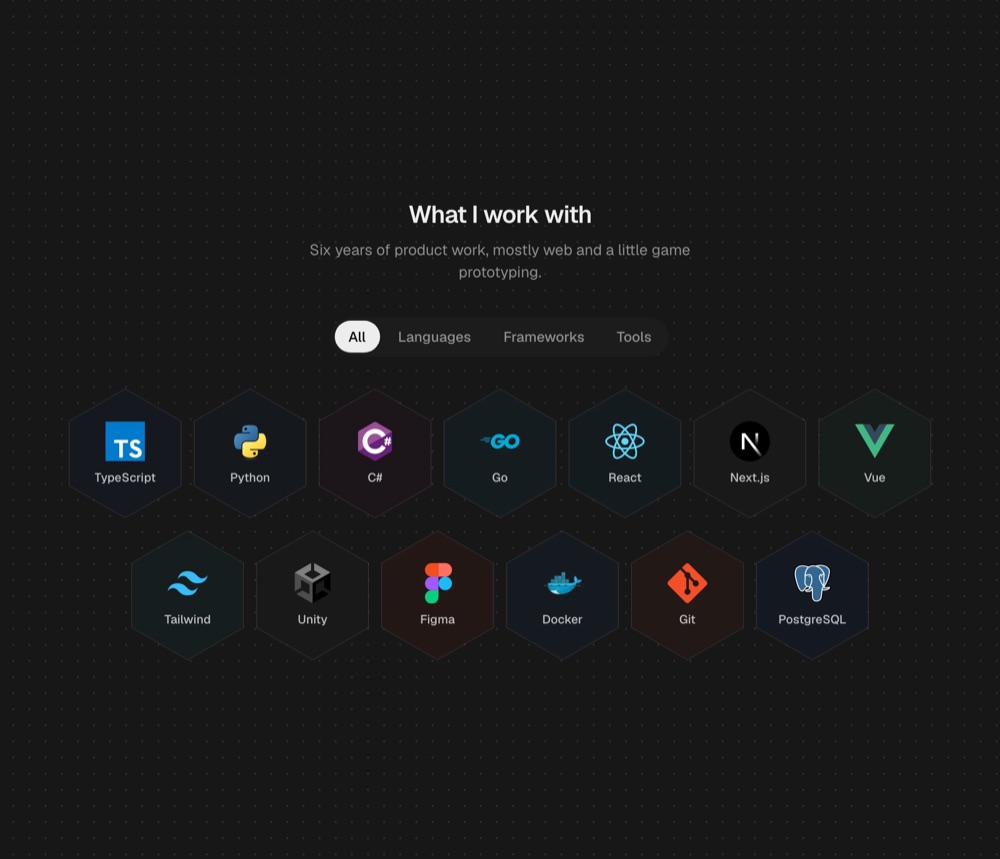 What I work with
Six years of product work, mostly web and a little game
prototyping.
All Languages Frameworks Tools
TS
TypeScript
Python
C#
C#
GO
Go
React
N
Next.js
Vue
Tailwind
Unity
Figma
Docker
Git
PostgreSQL